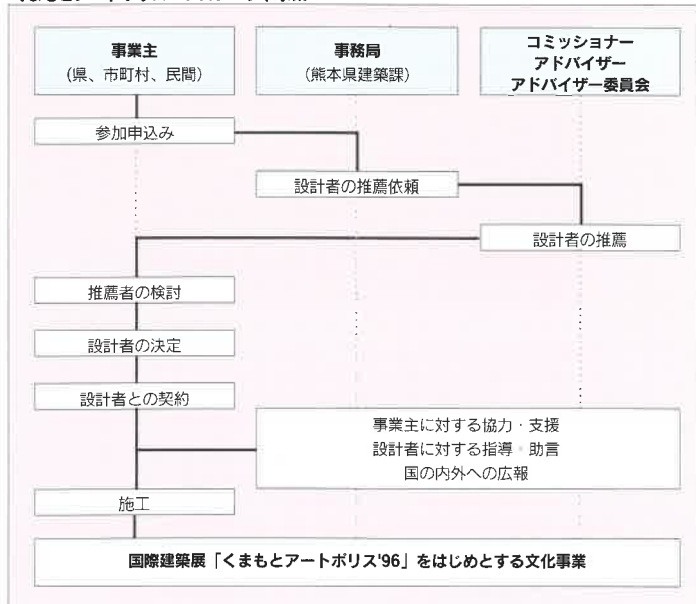 事業主
(県、市町村、民間)
事務局
(熊本県建築課)
コミッショナー
アドバイザー
アドバイザー委員会
参加申込み
設計者の推薦依頼
設計者の推薦
推薦者の検討
設計者の決定
設計者との契約
事業主に対する協力・支援
設計者に対する指導・助言
国の内外への広報
施工
国際建築展「くまもとアートポリス'96」をはじめとする文化事業